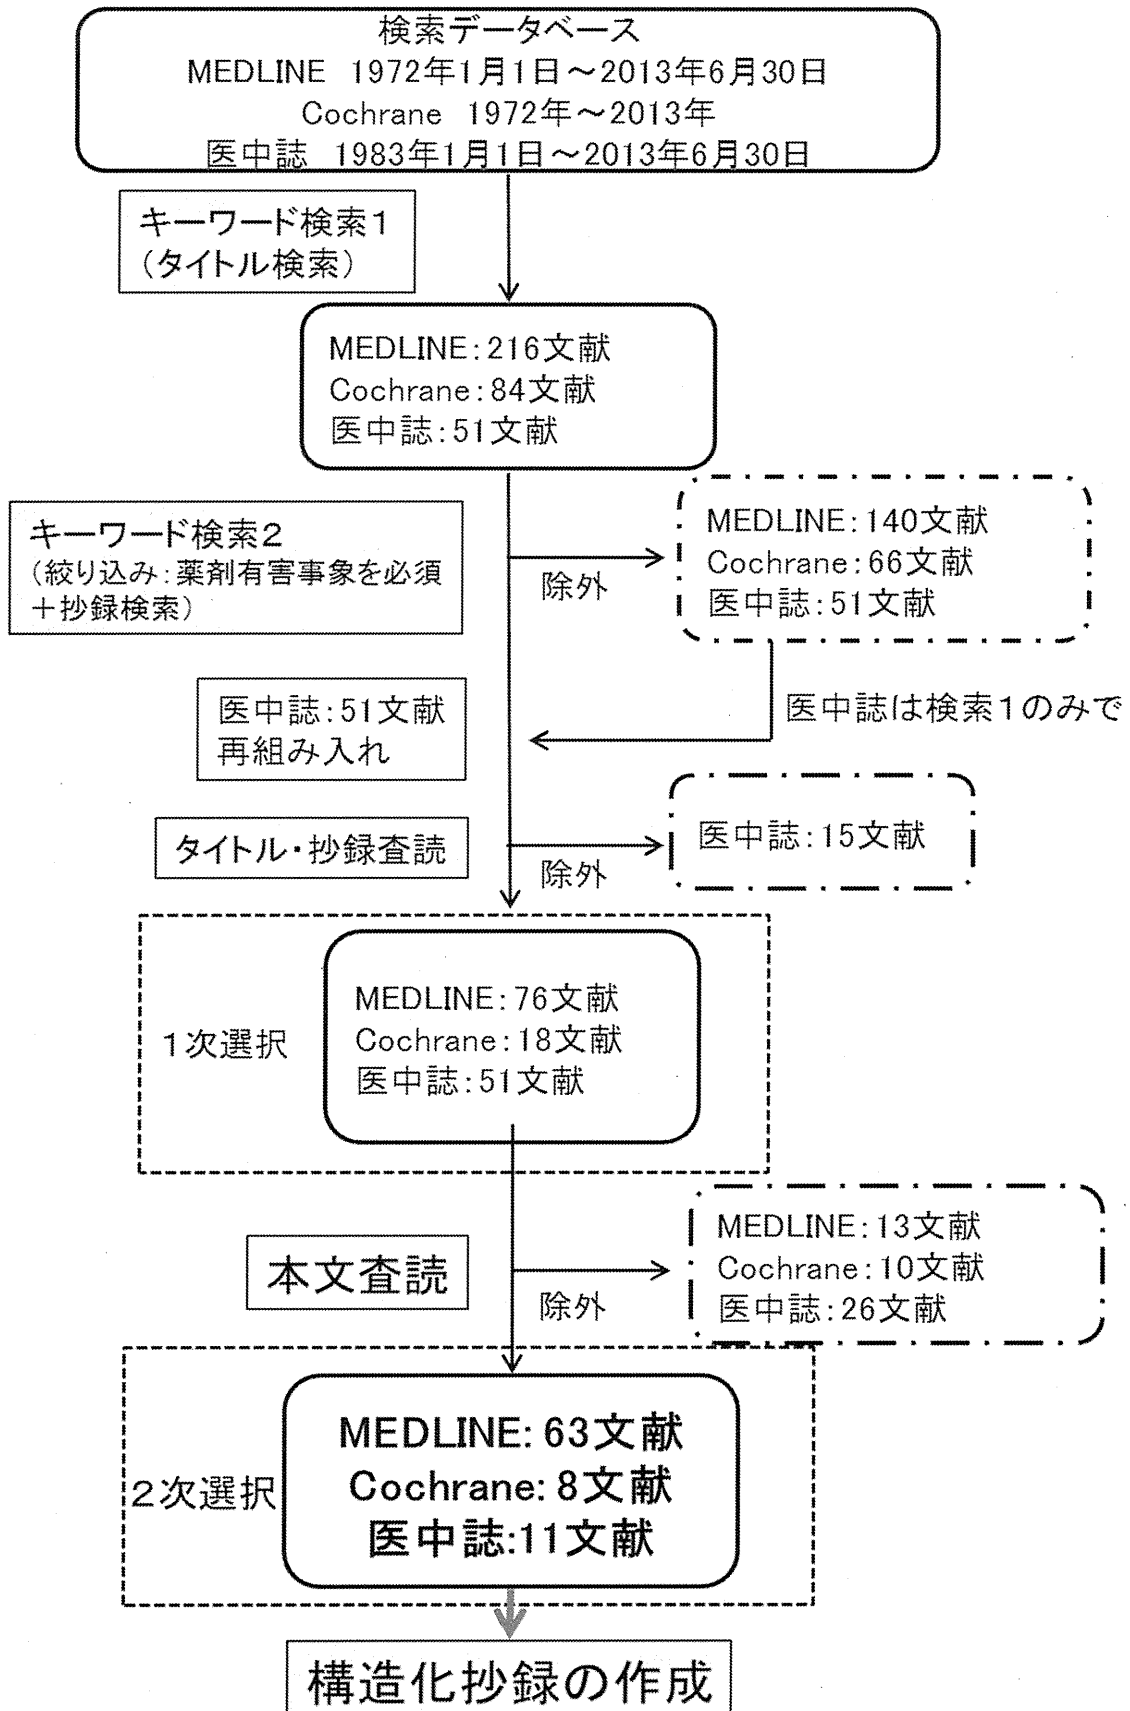 検索データベース
MEDLINE 1972年1月1日～2013年6月30日
Cochrane 1972年～2013年
医中誌 1983年1月1日～2013年6月30日
キーワード検索１
（タイトル検索）
MEDLINE：216文献
Cochrane：84文献
医中誌：51文献
キーワード検索２
（絞り込み：薬剤有害事象を必須
＋抄録検索）
除外
MEDLINE：140文献
Cochrane：66文献
医中誌：51文献
医中誌：51文献
再組み入れ
医中誌は検索１のみで
タイトル・抄録査読
除外
医中誌：15文献
１次選択
MEDLINE：76文献
Cochrane：18文献
医中誌：51文献
本文査読
除外
MEDLINE：13文献
Cochrane：10文献
医中誌：26文献
２次選択
MEDLINE: 63文献
Cochrane: 8文献
医中誌:11文献
構造化抄録の作成